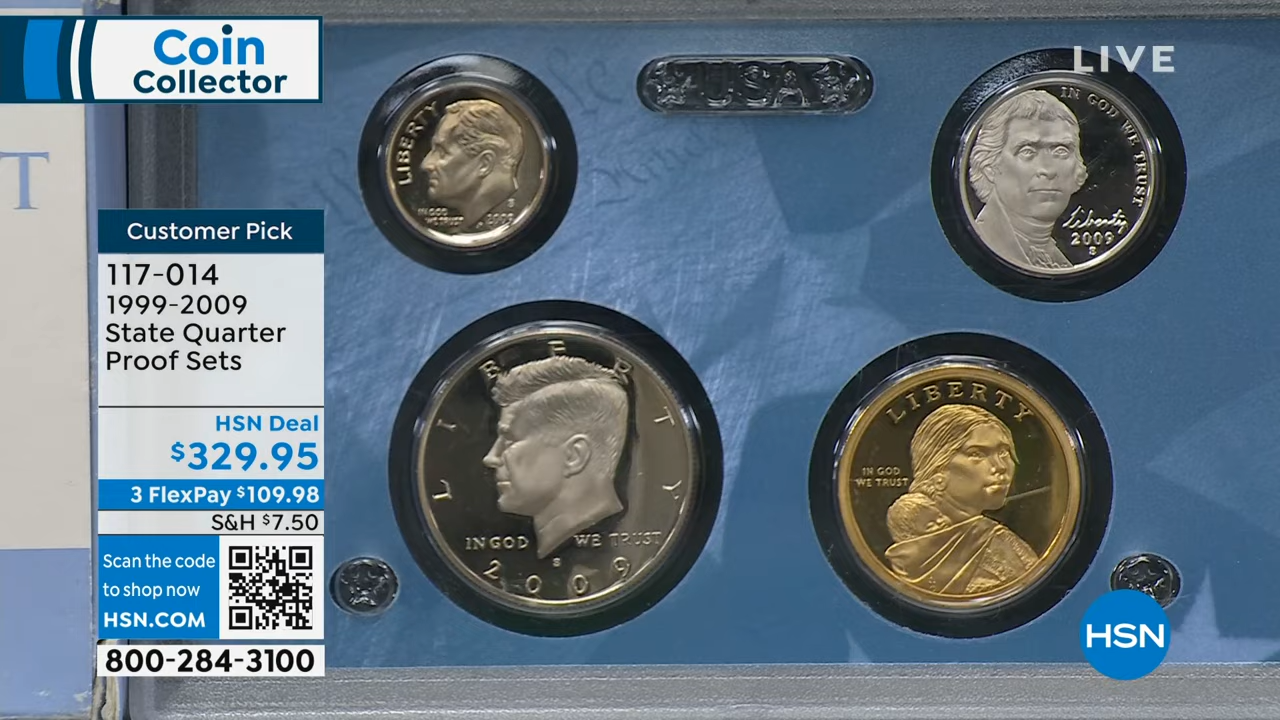 Coin
Collector
LIVE
USA
T
LIBERTY
IN GOD
WE TRUST
2009
S
IN GOD WE TRUST
Liberty
2009
S
Customer Pick
117-014
1999-2009
State Quarter
Proof Sets
HSN Deal
$329.95
3 FlexPay $109.98
S&H $7.50
Scan the code
to shop now
HSN.COM
800-284-3100
LIBERTY
IN GOD WE TRUST
S
2009
LIBERTY
IN GOD
WE TRUST
HSN